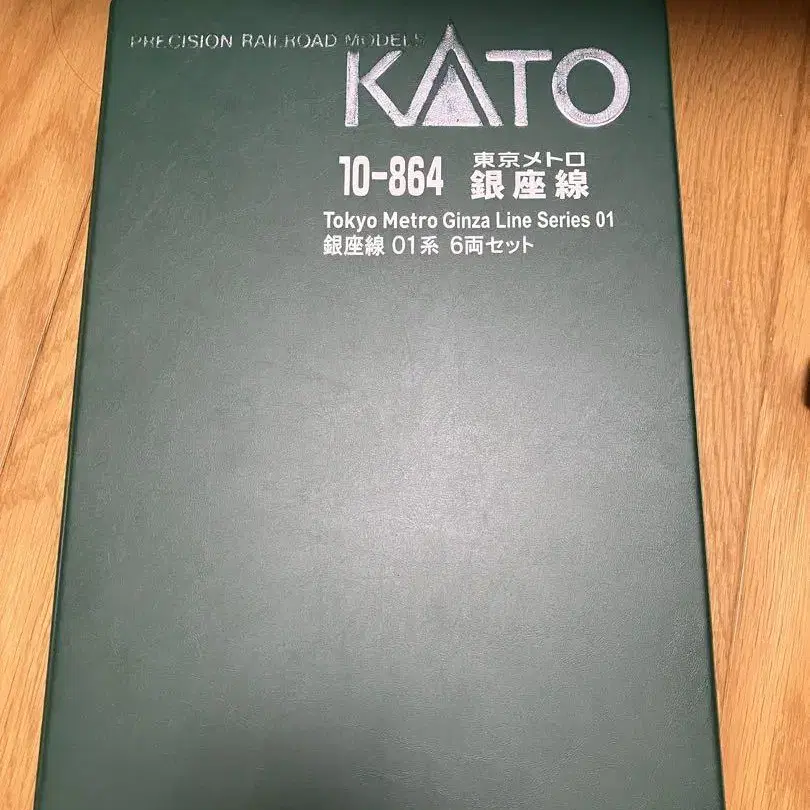 PRECISION RAILROAD MODELS
KATO
10-864 東京メトロ
銀座線
Tokyo Metro Ginza Line Series 01
銀座線 01系 6両セット